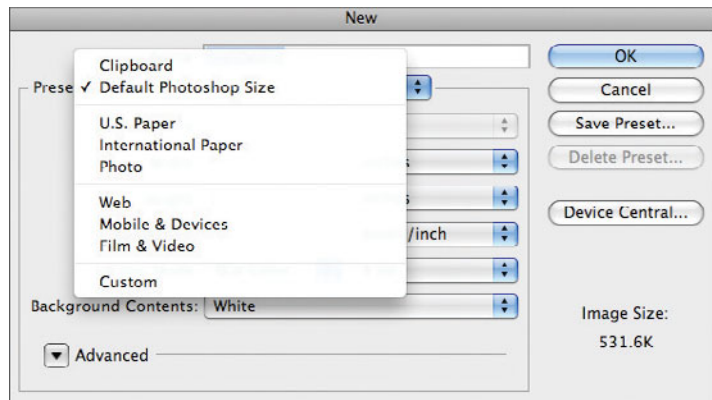 New
Clipboard
Prese ✓ Default Photoshop Size
U.S. Paper
International Paper
Photo
Web
Mobile & Devices
Film & Video
Custom
/inch
Background Contents: White
Advanced
OK
Cancel
Save Preset...
Delete Preset...
Device Central...
Image Size:
531.6K